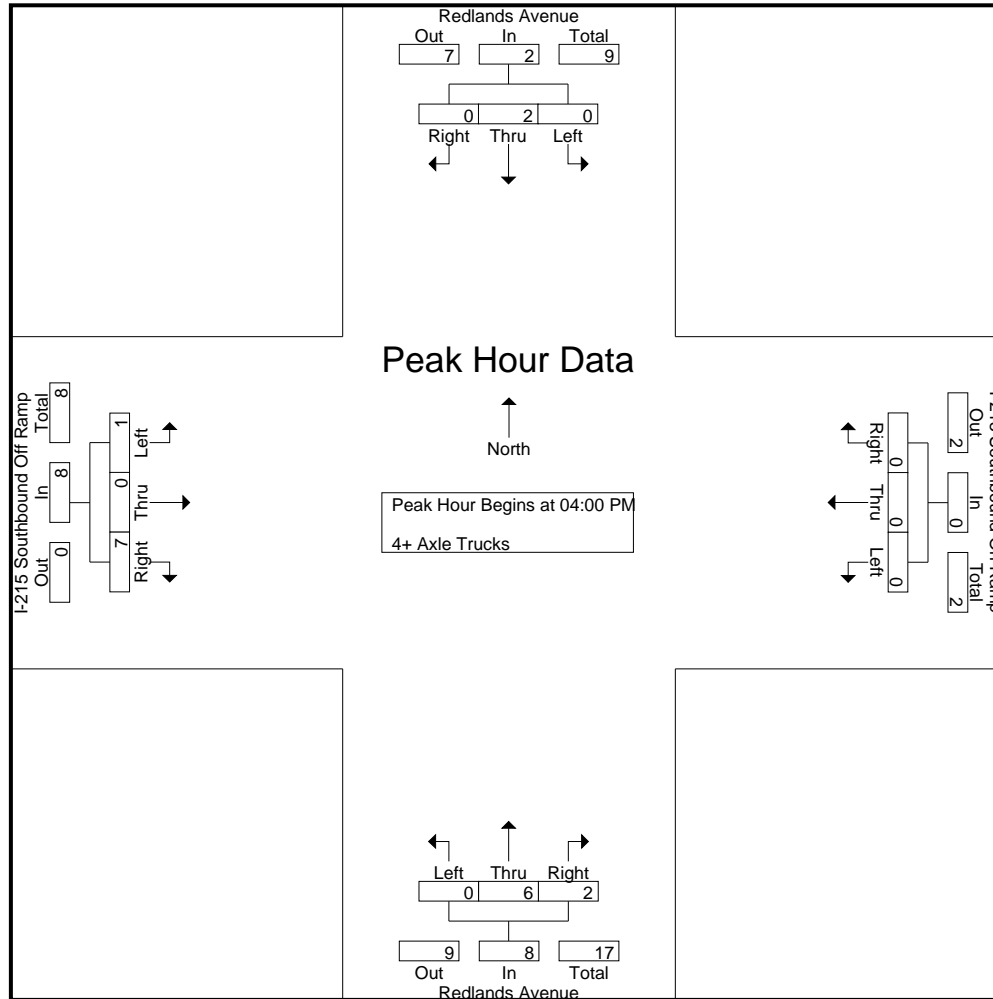 Redlands Avenue
Out In Total
7 2 9
0 2 0
Right Thru Left
Peak Hour Data
North
Peak Hour Begins at 04:00 PM
4+ Axle Trucks
I-215 Southbound Off Ramp
Out In Total
0 8 8
7 0 1
Right Thru Left
Out In Total
2 0 2
0 0 0
Right Thru Left
Left Thru Right
0 6 2
9 8 17
Out In Total
Redlands Avenue